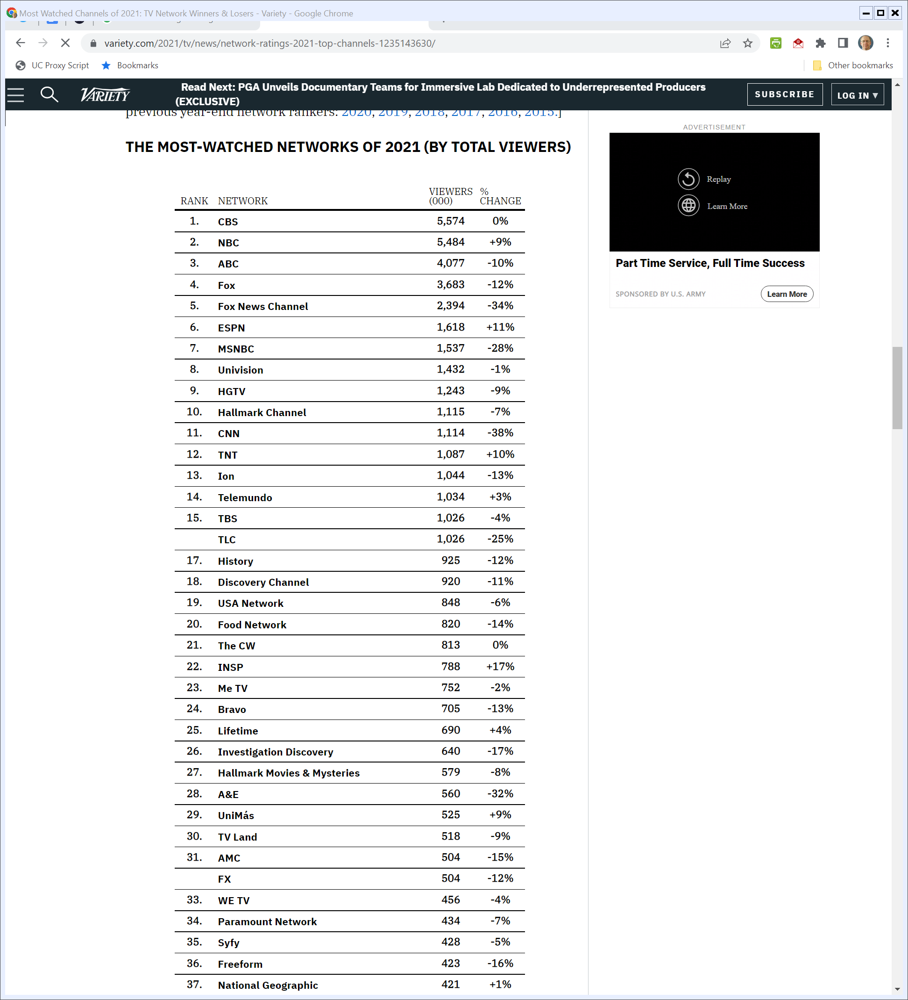 Most Watched Channels of 2021: TV Network Winners & Losers - Variety - Google Chrome
variety.com/2021/tv/news/network-ratings-2021-top-channels-1235143630/
UC Proxy Script Bookmarks Other bookmarks
VARIETY
Read Next: PGA Unveils Documentary Teams for Immersive Lab Dedicated to Underrepresented Producers
(EXCLUSIVE)
SUBSCRIBE
LOG IN ▼
previous year-end network rankers: 2020, 2019, 2018, 2017, 2016, 2015.]
THE MOST-WATCHED NETWORKS OF 2021 (BY TOTAL VIEWERS)
RANK NETWORK VIEWERS (000) % CHANGE
1. CBS 5,574 0%
2. NBC 5,484 +9%
3. ABC 4,077 -10%
4. Fox 3,683 -12%
5. Fox News Channel 2,394 -34%
6. ESPN 1,618 +11%
7. MSNBC 1,537 -28%
8. Univision 1,432 -1%
9. HGTV 1,243 -9%
10. Hallmark Channel 1,115 -7%
11. CNN 1,114 -38%
12. TNT 1,087 +10%
13. Ion 1,044 -13%
14. Telemundo 1,034 +3%
15. TBS 1,026 -4%
TLC 1,026 -25%
17. History 925 -12%
18. Discovery Channel 920 -11%
19. USA Network 848 -6%
20. Food Network 820 -14%
21. The CW 813 0%
22. INSP 788 +17%
23. Me TV 752 -2%
24. Bravo 705 -13%
25. Lifetime 690 +4%
26. Investigation Discovery 640 -17%
27. Hallmark Movies & Mysteries 579 -8%
28. A&E 560 -32%
29. UniMás 525 +9%
30. TV Land 518 -9%
31. AMC 504 -15%
FX 504 -12%
33. WE TV 456 -4%
34. Paramount Network 434 -7%
35. Syfy 428 -5%
36. Freeform 423 -16%
37. National Geographic 421 +1%
ADVERTISEMENT
Replay
Learn More
Part Time Service, Full Time Success
SPONSORED BY U.S. ARMY
Learn More